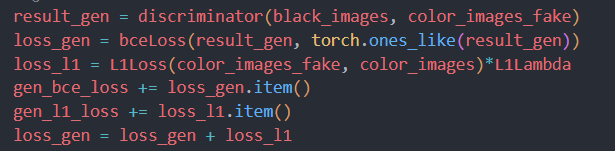 result_gen = discriminator(black_images, color_images_fake)
loss_gen = bceLoss(result_gen, torch.ones_like(result_gen))
loss_l1 = L1Loss(color_images_fake, color_images)*L1Lambda
gen_bce_loss += loss_gen.item()
gen_l1_loss += loss_l1.item()
loss_gen = loss_gen + loss_l1